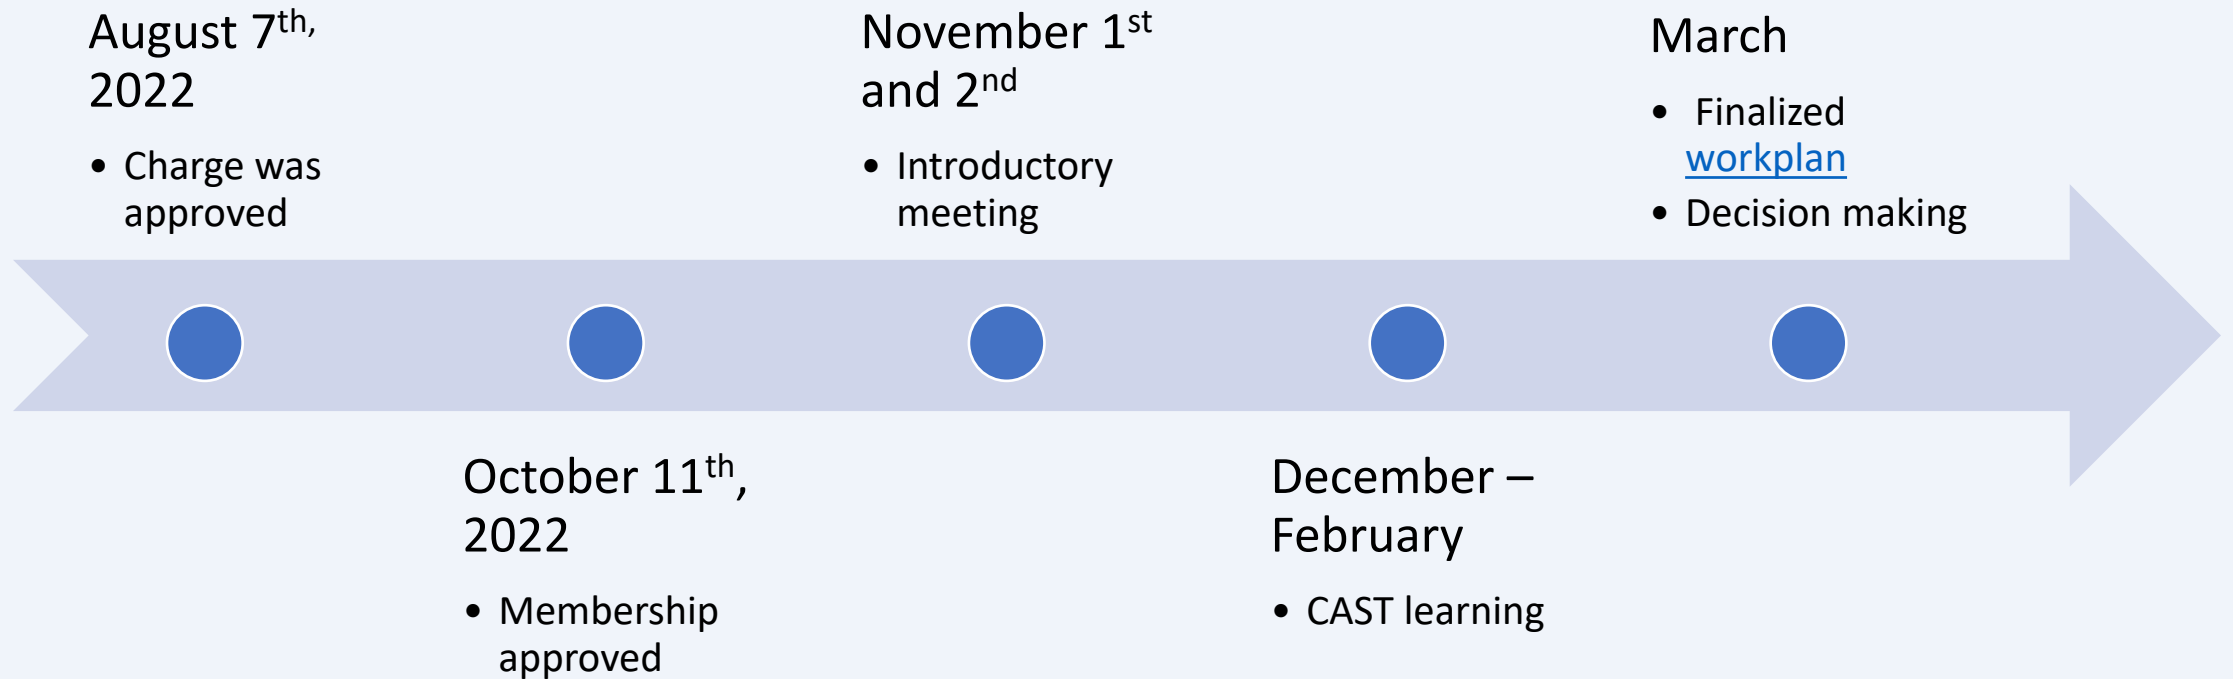 August 7th,
2022
• Charge was
approved
October 11th,
2022
• Membership
approved
November 1st
and 2nd
• Introductory
meeting
December –
February
• CAST learning
March
• Finalized
workplan
• Decision making